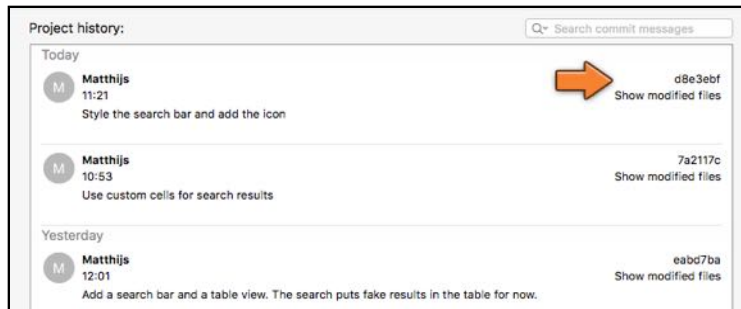 Project history:
Search commit messages
Today
M
Matthijs
d8e3ebf
11:21
Show modified files
Style the search bar and add the icon
M
Matthijs
7a2117c
10:53
Show modified files
Use custom cells for search results
Yesterday
M
Matthijs
eabd7ba
12:01
Show modified files
Add a search bar and a table view. The search puts fake results in the table for now.